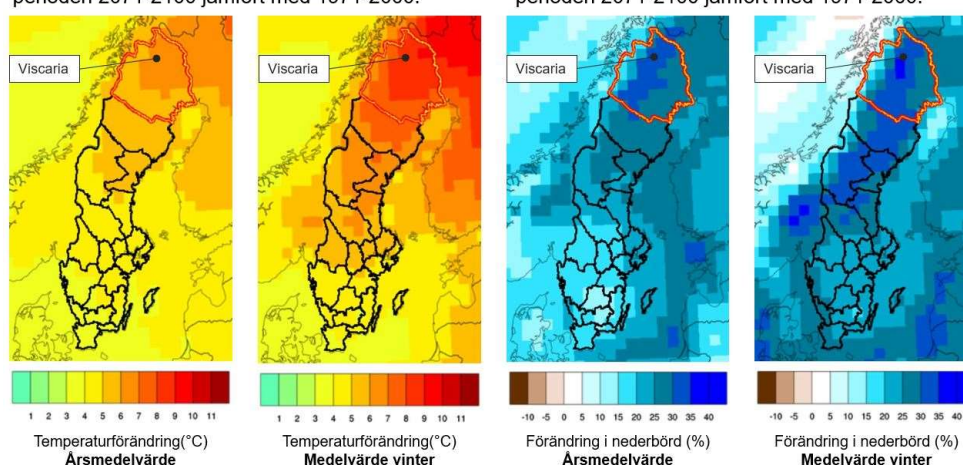 perioden 2071-2100 jämfört med 1971-2000.
perioden 2071-2100 jämfört med 1971-2000.
Viscaria
Viscaria
Viscaria
Viscaria
1 2 3 4 5 6 7 8 9 10 11
1 2 3 4 5 6 7 8 9 10 11
-10 -5 0 5 10 15 20 25 30 35 40
-10 -5 0 5 10 15 20 25 30 35 40
Temperaturförändring(°C)
Årsmedelvärde
Temperaturförändring(°C)
Medelvärde vinter
Förändring i nederbörd (%)
Årsmedelvärde
Förändring i nederbörd (%)
Medelvärde vinter